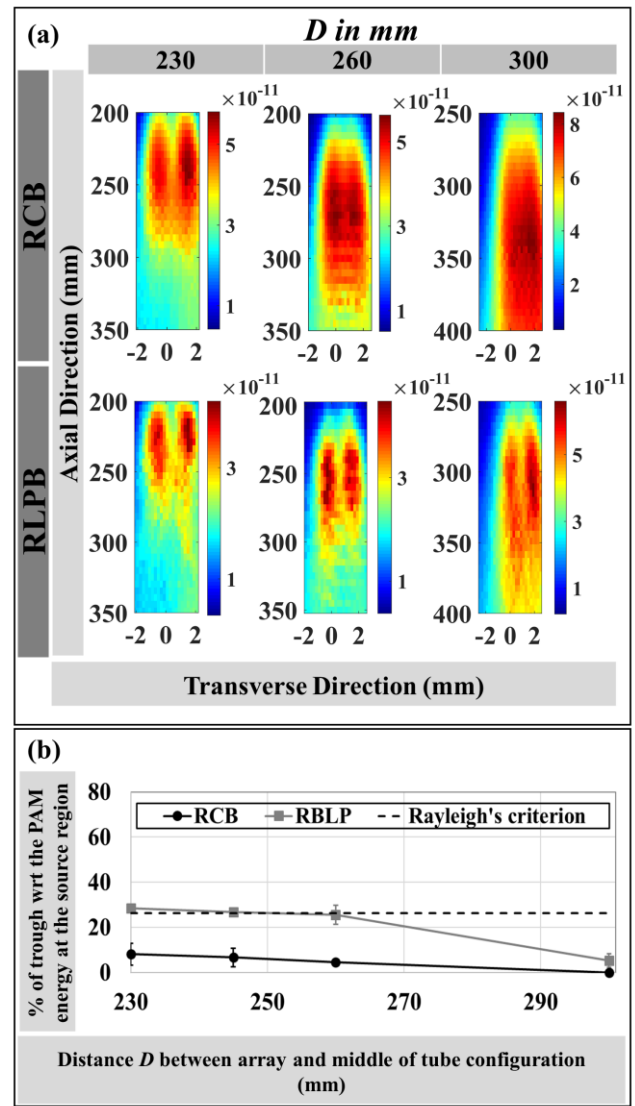 (a)
D in mm
230 260 300
RCB
RLPB
Axial Direction (mm)
×10-11 ×10-11 ×10-11
200 200 250
250 250 300
300 300 350
350 350 400
5 3 1
5 3 1
8 6 4 2
-2 0 2 -2 0 2 -2 0 2
×10-11 ×10-11 ×10-11
200 200 250
250 250 300
300 300 350
350 350 400
3 1
3 1
5 3 1
-2 0 2 -2 0 2 -2 0 2
Transverse Direction (mm)
(b)
% of trough wrt the PAM
energy at the source region
80
60
40
20
0
RCB RBLP Rayleigh's criterion
230 250 270 290
Distance D between array and middle of tube configuration
(mm)